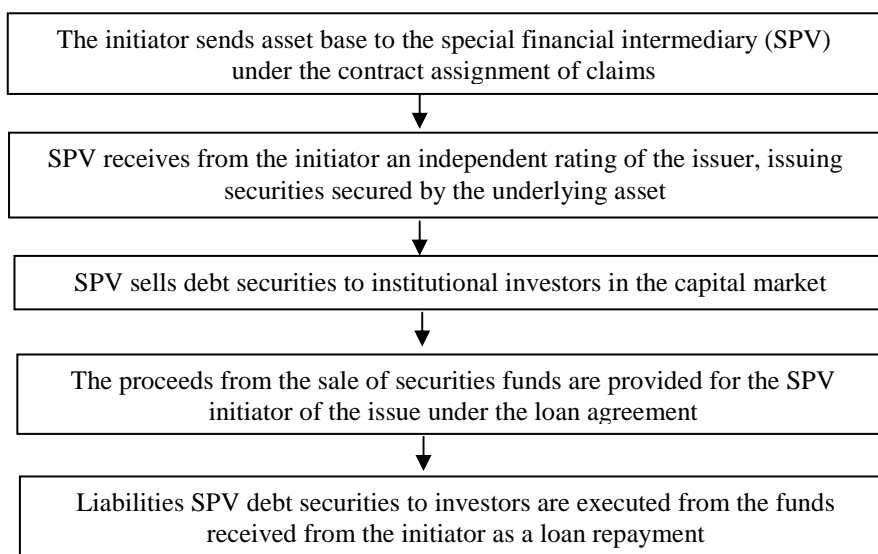 The initiator sends asset base to the special financial intermediary (SPV)
under the contract assignment of claims
SPV receives from the initiator an independent rating of the issuer, issuing
securities secured by the underlying asset
SPV sells debt securities to institutional investors in the capital market
The proceeds from the sale of securities funds are provided for the SPV
initiator of the issue under the loan agreement
Liabilities SPV debt securities to investors are executed from the funds
received from the initiator as a loan repayment